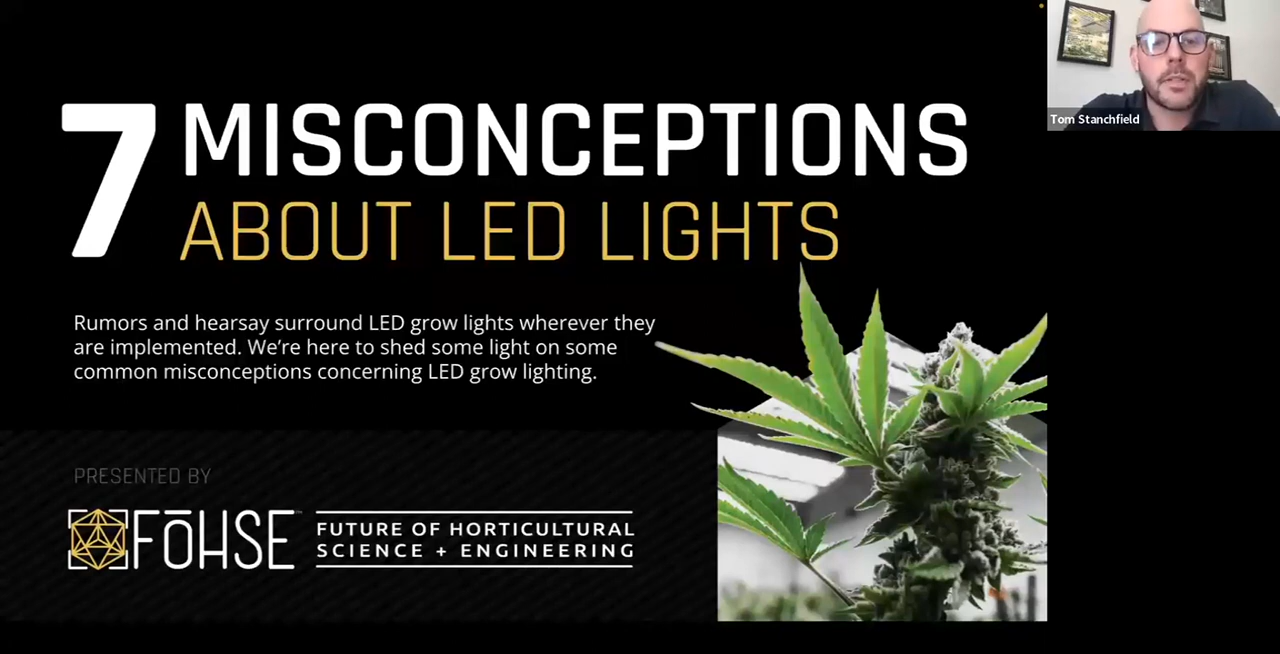 7 MISCONCEPTIONS
ABOUT LED LIGHTS
Rumors and hearsay surround LED grow lights wherever they
are implemented. We’re here to shed some light on some
common misconceptions concerning LED grow lighting.
PRESENTED BY
FŌHSE™
FUTURE OF HORTICULTURAL
SCIENCE + ENGINEERING
Tom Stanchfield